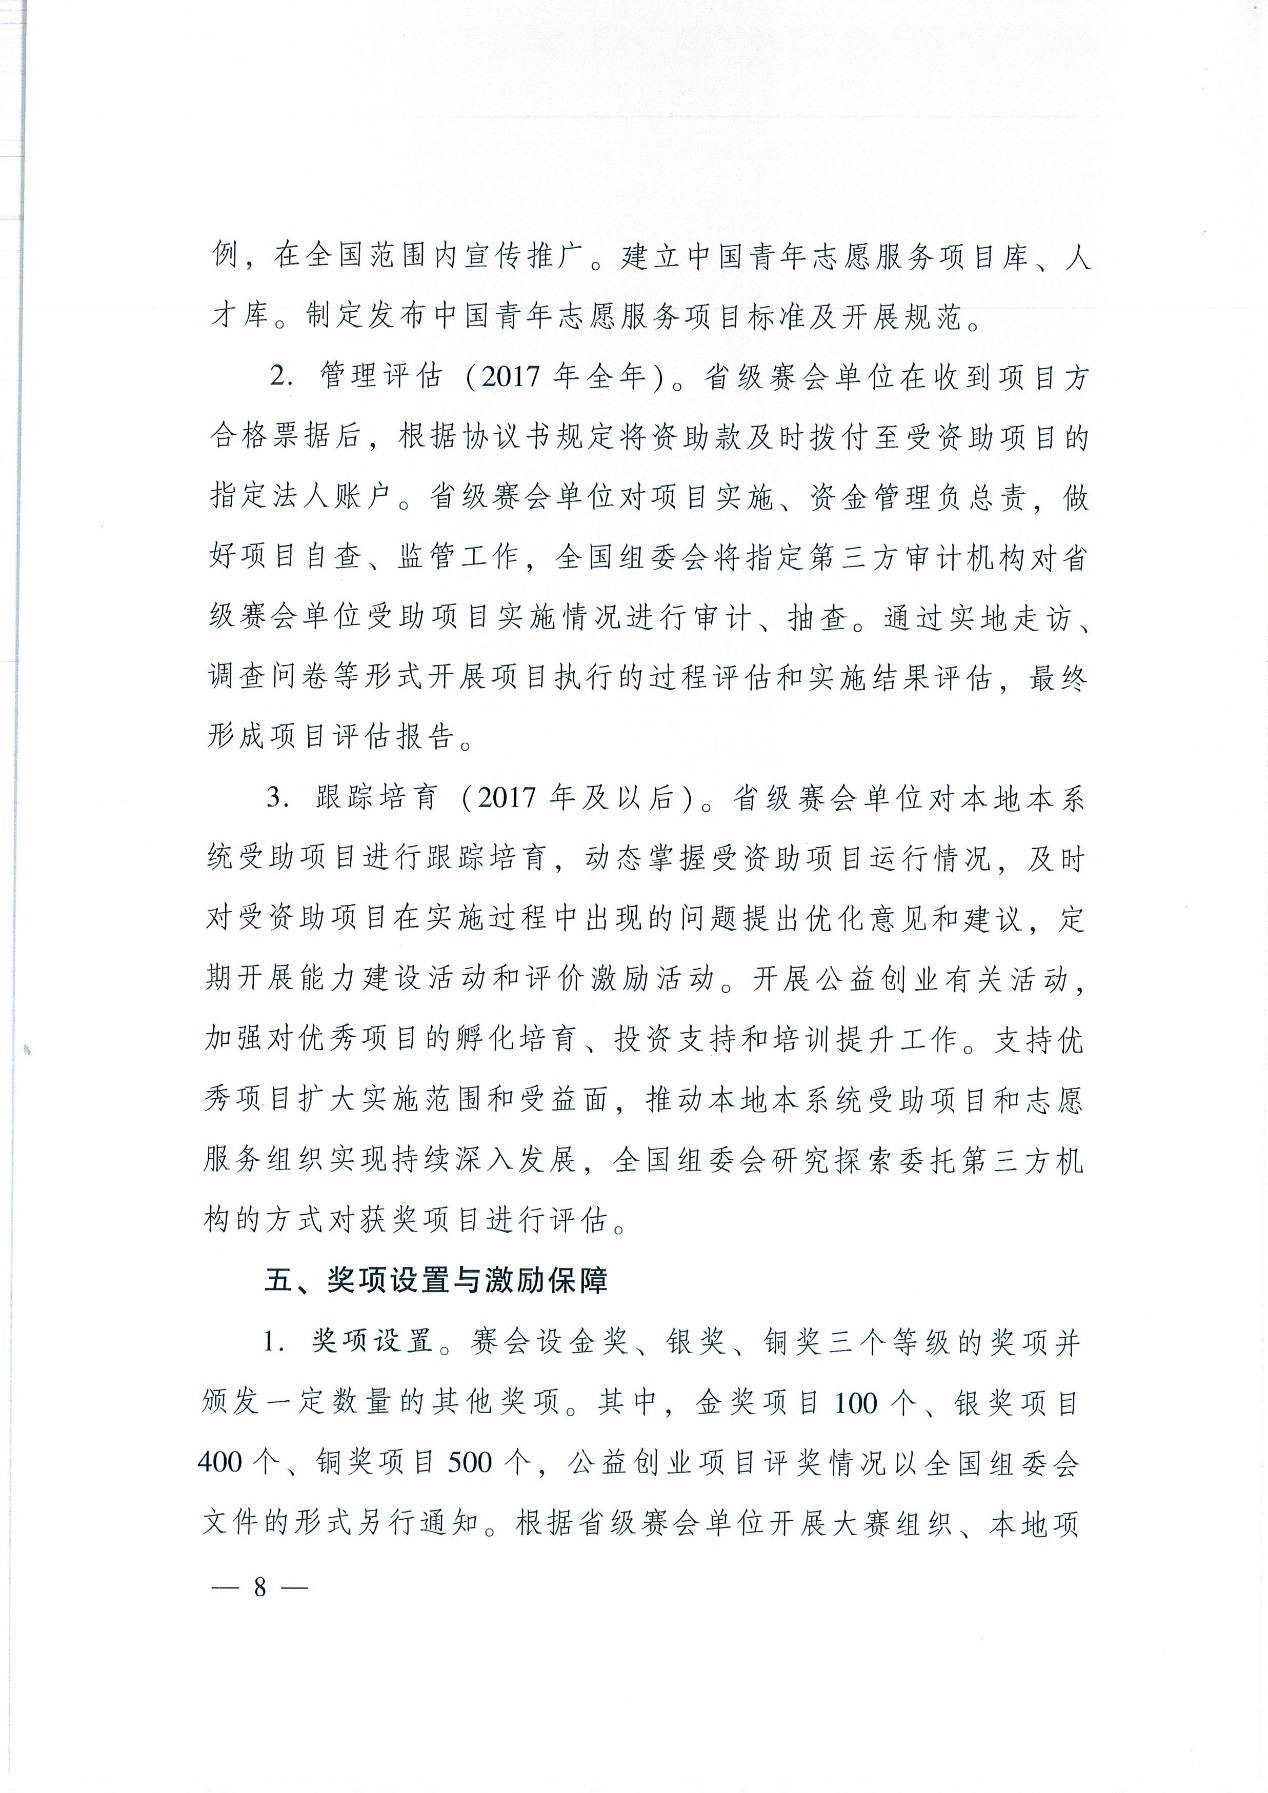 例，在全国范围内宣传推广。建立中国青年志愿服务项目库、人
才库。制定发布中国青年志愿服务项目标准及开展规范。
2. 管理评估（2017 年全年）。省级赛会单位在收到项目方
合格票据后，根据协议书规定将资助款及时拨付至受资助项目的
指定法人账户。省级赛会单位对项目实施、资金管理负总责，做
好项目自查、监管工作，全国组委会将指定第三方审计机构对省
级赛会单位受助项目实施情况进行审计、抽查。通过实地走访、
调查问卷等形式开展项目执行的过程评估和实施结果评估，最终
形成项目评估报告。
3. 跟踪培育（2017 年及以后）。省级赛会单位对本地本系
统受助项目进行跟踪培育，动态掌握受资助项目运行情况，及时
对受资助项目在实施过程中出现的问题提出优化意见和建议，定
期开展能力建设活动和评价激励活动。开展公益创业有关活动，
加强对优秀项目的孵化培育、投资支持和培训提升工作。支持优
秀项目扩大实施范围和受益面，推动本地本系统受助项目和志愿
服务组织实现持续深入发展，全国组委会研究探索委托第三方机
构的方式对获奖项目进行评估。
五、奖项设置与激励保障
1. 奖项设置。赛会设金奖、银奖、铜奖三个等级的奖项并
颁发一定数量的其他奖项。其中，金奖项目 100 个、银奖项目
400 个、铜奖项目 500 个，公益创业项目评奖情况以全国组委会
文件的形式另行通知。根据省级赛会单位开展大赛组织、本地项
— 8 —